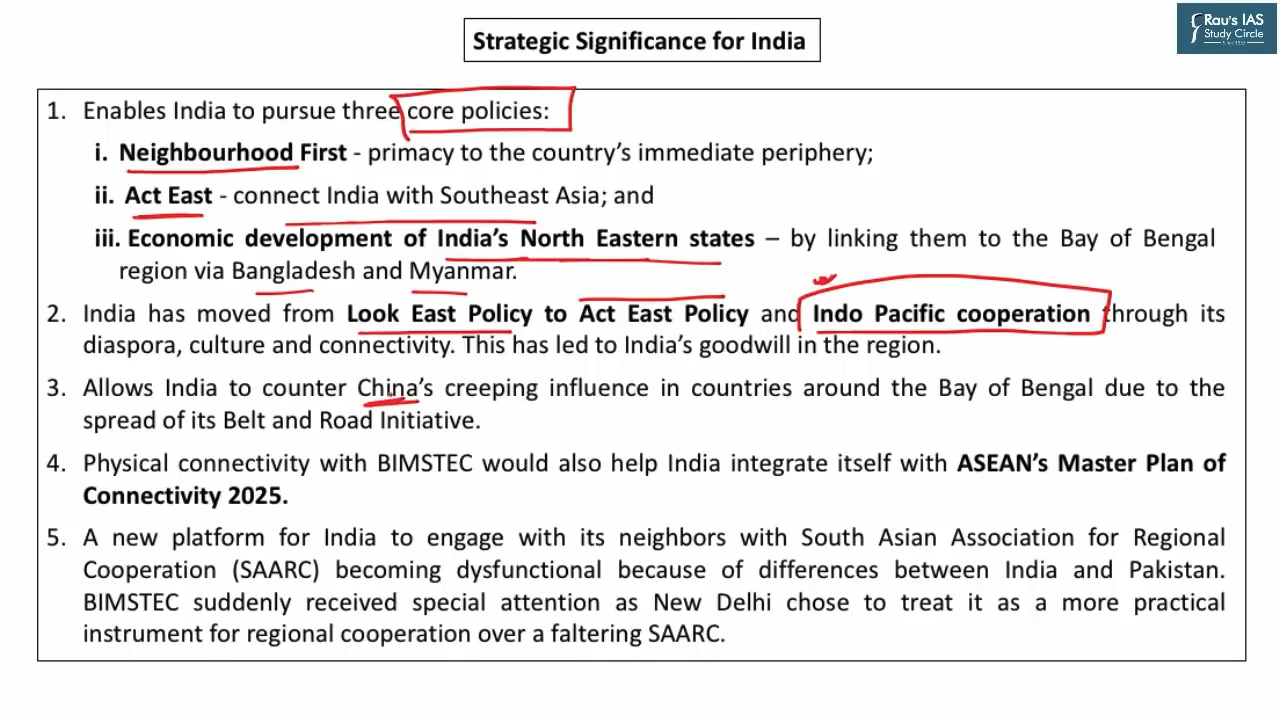 Strategic Significance for India
Rau's IAS
Study Circle
1. Enables India to pursue three core policies:
i. Neighbourhood First - primacy to the country's immediate periphery;
ii. Act East - connect India with Southeast Asia; and
iii. Economic development of India's North Eastern states – by linking them to the Bay of Bengal
region via Bangladesh and Myanmar.
2. India has moved from Look East Policy to Act East Policy and Indo Pacific cooperation through its
diaspora, culture and connectivity. This has led to India's goodwill in the region.
3. Allows India to counter China's creeping influence in countries around the Bay of Bengal due to the
spread of its Belt and Road Initiative.
4. Physical connectivity with BIMSTEC would also help India integrate itself with ASEAN's Master Plan of
Connectivity 2025.
5. A new platform for India to engage with its neighbors with South Asian Association for Regional
Cooperation (SAARC) becoming dysfunctional because of differences between India and Pakistan.
BIMSTEC suddenly received special attention as New Delhi chose to treat it as a more practical
instrument for regional cooperation over a faltering SAARC.